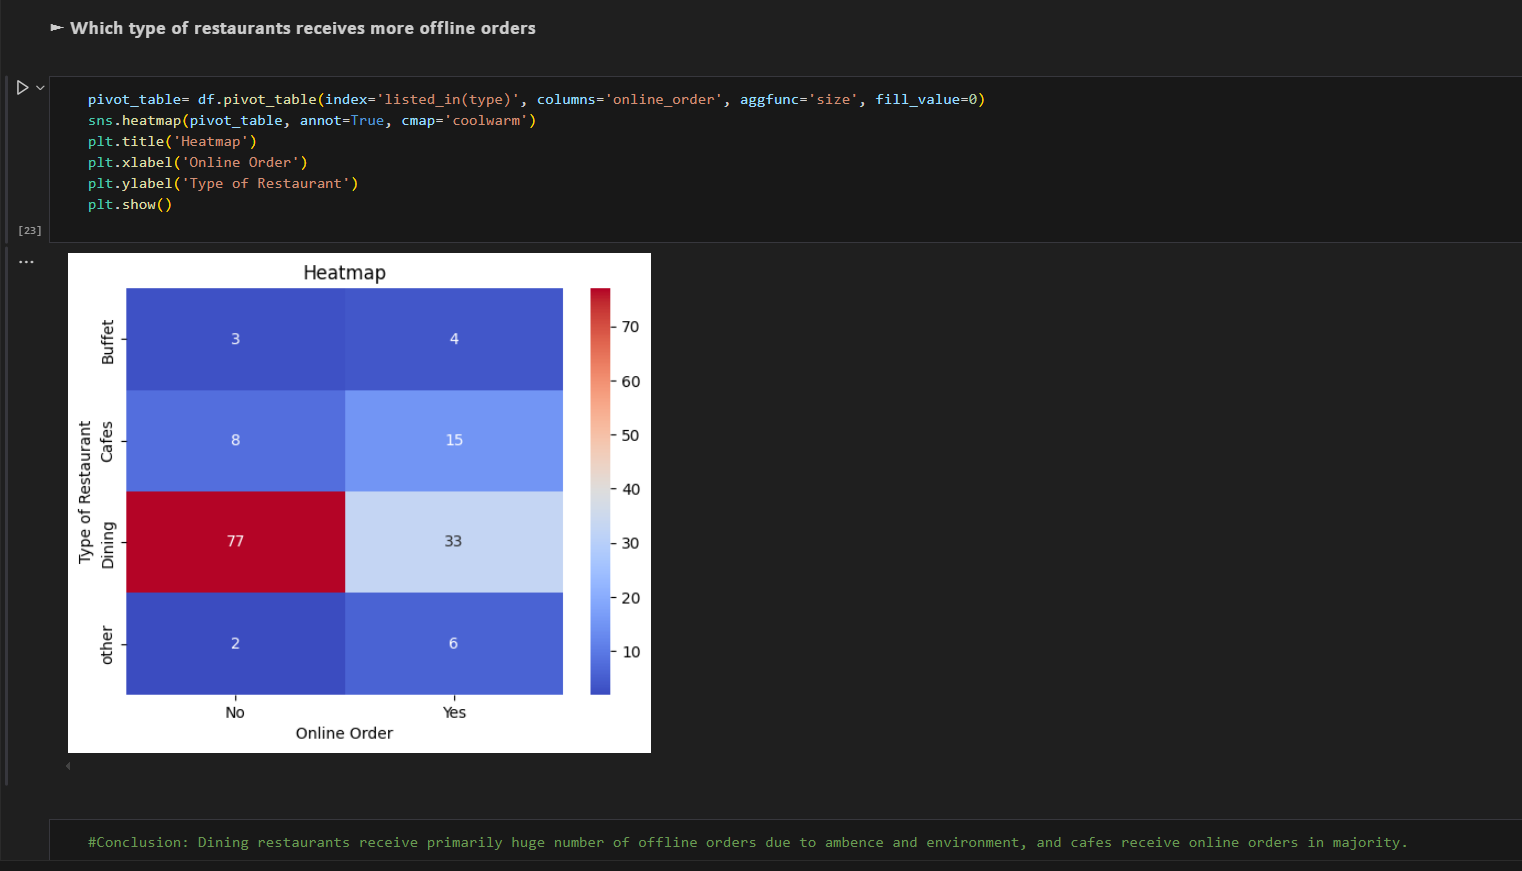 ► Which type of restaurants receives more offline orders
pivot_table= df.pivot_table(index='listed_in(type)', columns='online_order', aggfunc='size', fill_value=0)
sns.heatmap(pivot_table, annot=True, cmap='coolwarm')
plt.title('Heatmap')
plt.xlabel('Online Order')
plt.ylabel('Type of Restaurant')
plt.show()
[23]
...
Heatmap
Type of Restaurant
Buffet
3 4
Cafes
8 15
Dining
77 33
other
2 6
No Yes
Online Order
70
60
50
40
30
20
10
#Conclusion: Dining restaurants receive primarily huge number of offline orders due to ambence and environment, and cafes receive online orders in majority.